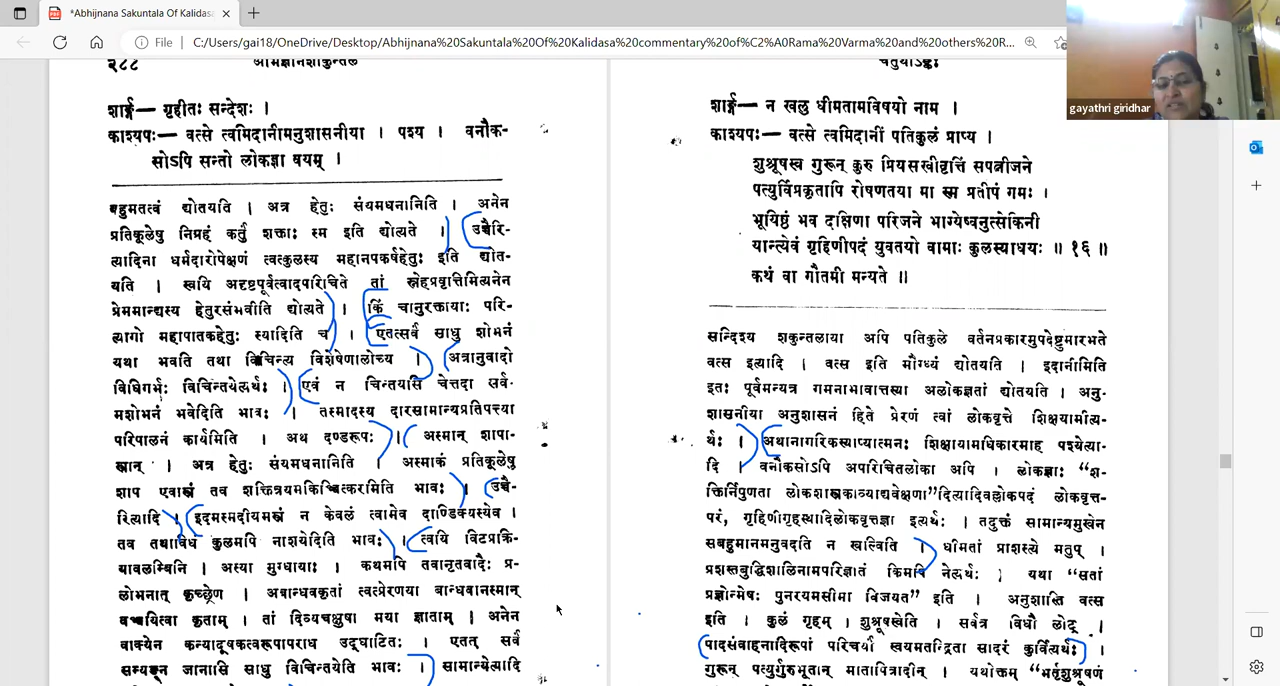 *Abhijnana Sakuntala Of Kalidasa
File
C:/Users/gai18/OneDrive/Desktop/Abhijnana%20Sakuntala%20Of%20Kalidasa%20commentary%20of%C2%A0Rama%20Varma%20and%20others%20R...
gayathri giridhar
२८८ अभिज्ञानशाकुन्तले
शार्ङ्ग— गृहीतः सन्देशः ।
काश्यपः— वत्से त्वमिदानीमनुशासनीया । पश्य । वनौक-
सोऽपि सन्तो लोकज्ञा वयम् ।
बहुमतत्वं द्योतयति । अत्र हेतुः संयमधनानिति । अनेन
प्रतिकूलेषु निग्रहं कर्तुं शक्ताः स्म इति द्योत्यते । उच्चैरि-
त्यादिना धर्मदारोपेक्षणं त्वत्कुलस्य महानपकर्षहेतुः इति द्योत-
यति । त्वयि अदृष्टपूर्वत्वादपरिचिते तां स्नेहप्रवृत्तिमित्यनेन
प्रेममान्द्यस्य हेतुरसंभवीति द्योत्यते । किं चानुरक्तायाः परि-
त्यागो महापातकहेतुः स्यादिति च । एतत्सर्वं साधु शोभनं
यथा भवति तथा विचिन्त्य विशेषेणालोच्य । अत्रानुवादो
विधिगर्भः विचिन्तयेत्यर्थः । एवं न चिन्तयसि चेत्तदा सर्व-
मशोभनं भवेदिति भावः । तस्मादस्य दारसामान्यप्रतिपत्त्या
परिपालनं कार्यमिति । अथ दण्डरूपः । अस्मान् शापा-
स्त्रान् । अत्र हेतुः संयमधनानिति । अस्माकं प्रतिकूलेषु
शाप एवास्त्रं तव शक्तित्रयमकिंचित्करमिति भावः । उच्चै-
रित्यादि । इदमस्मदीयमस्त्रं न केवलं त्वामेव दाण्डिक्यस्येव ।
तव तथाविधं कुलमपि नाशयेदिति भावः । त्वयि विटप्रक्रि-
यावलम्बिनि । अस्या मुग्धायाः । कथमपि तवानृतवादैः प्र-
लोभनात् कृच्छ्रेण । अबान्धवकृतां त्वत्प्रेरणया बान्धवानस्मान्
वञ्चयित्वा कृताम् । तां दिव्यचक्षुषा मया ज्ञाताम् । अनेन
वाक्येन कन्यादूषकत्वरूपापराध उद्घाटितः । एतत् सर्वं
सम्यङ्न जानासि साधु विचिन्तयेति भावः । सामान्येत्यादि
चतुर्थोऽङ्कः
शार्ङ्ग— न खलु धीमतामविषयो नाम ।
काश्यपः— वत्से त्वमिदानीं पतिकुलं प्राप्य ।
शुश्रूषस्व गुरून् कुरु प्रियसखीवृत्तिं सपत्नीजने
पत्युर्विप्रकृतापि रोषणतया मा स्म प्रतीपं गमः ।
भूयिष्ठं भव दक्षिणा परिजने भाग्येष्वनुत्सेकिनी
यान्त्येवं गृहिणीपदं युवतयो वामाः कुलस्याधयः ॥ १६ ॥
कथं वा गौतमी मन्यते ॥
सन्दिश्य शकुन्तलाया अपि पतिकुले वर्तनप्रकारमुपदेष्टुमारभते
वत्स इत्यादि । वत्स इति मौग्ध्यं द्योतयति । इदानीमिति
इतः पूर्वमन्यत्र गमनाभावात्तस्या अलोकज्ञतां द्योतयति । अनु-
शासनीया अनुशासनं हिते प्रेरणं त्वां लोकवृत्ते शिक्षयामीत्य-
र्थः । अथानागरिकस्याप्यात्मनः शिक्षायामधिकारमाह पश्येत्या-
दि । वनौकसोऽपि अपरिचितलोका अपि । लोकज्ञाः “श-
क्तिर्निपुणता लोकशास्त्रकाव्याद्यवेक्षणा”दित्यादिवल्लोकपदं लोकवृत्त-
परं, गृहिणीगृहस्थादिलोकवृत्तज्ञा इत्यर्थः । तदुक्तं सामान्यमुखेन
सबहुमानमनुवदति न खल्विति । धीमतां प्राशस्त्ये मतुप् ।
प्रशस्तबुद्धिशालिनामपरिज्ञातं किमपि नेत्यर्थः । यथा “सतां
प्रज्ञोन्मेषः पुनरयमसीमा विजयत” इति । अनुशास्ति वत्स
इति । कुलं गृहम् । शुश्रूषस्वेति । सर्वत्र विधौ लोट् ।
पादसंवाहनादिरूपां परिचर्यां स्वयमतन्द्रिता सादरं कुर्वित्यर्थः ।
गुरून् पत्युर्गुरुभूतान् मातापित्रादीन् । यथोक्तम् “भर्तृशुश्रूषणं